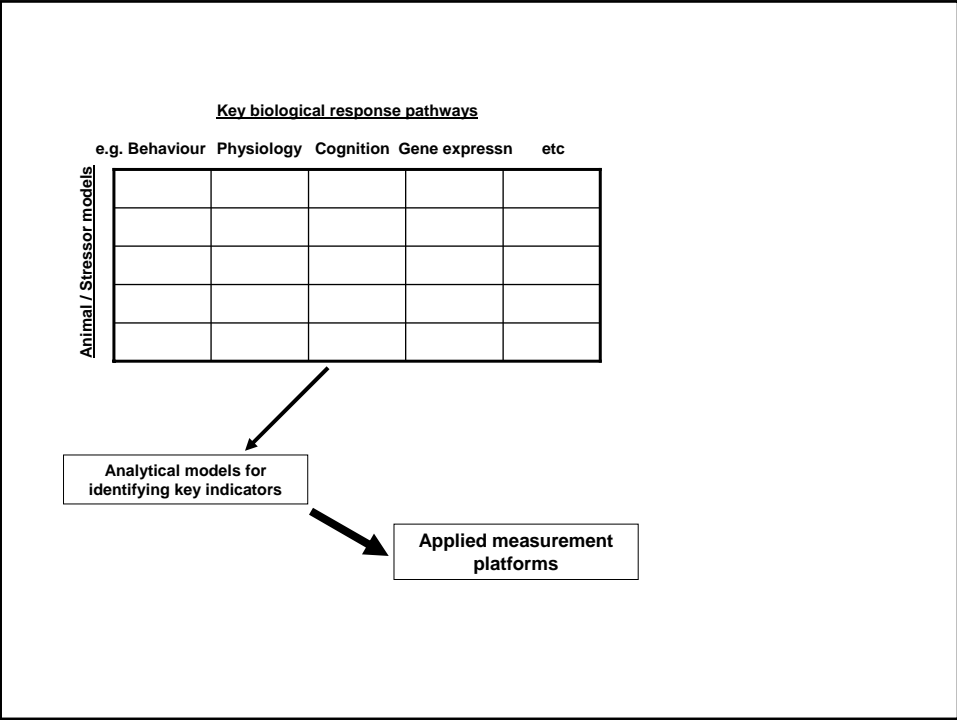 Key biological response pathways
e.g. Behaviour Physiology Cognition Gene expressn etc
Animal / Stressor models
Analytical models for
identifying key indicators
Applied measurement
platforms